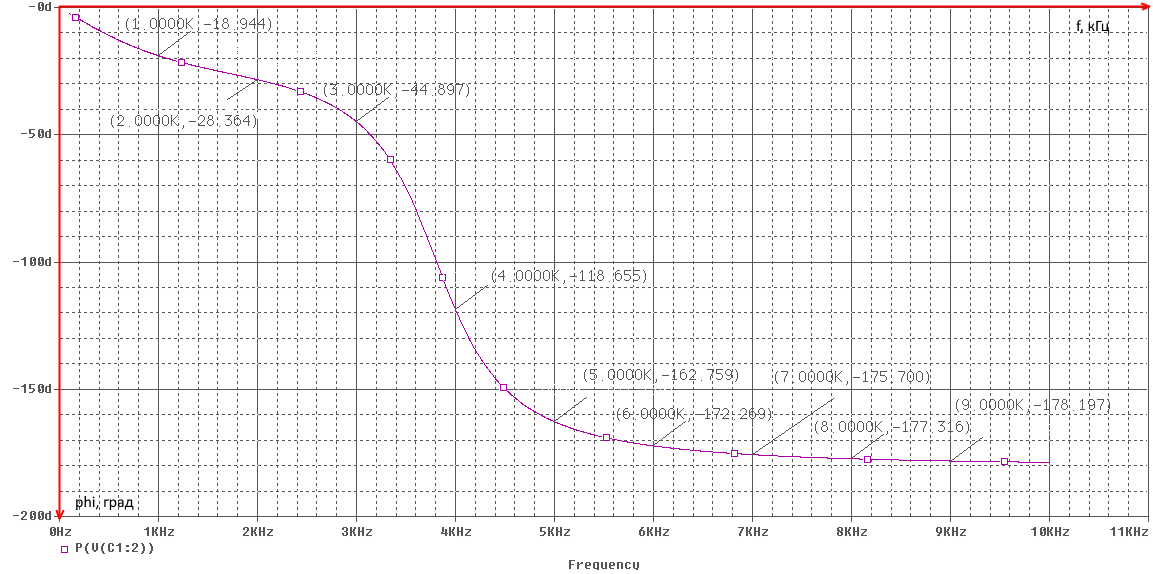 -0d
(1.0000K,-18.944)
f, кГц
(3.0000K,-44.897)
(2.0000K,-28.364)
-50d
-100d
(4.0000K,-118.655)
(5.0000K,-162.759)
(7.0000K,-175.700)
-150d
(9.0000K,-178.197)
(6.0000K,-172.269)
(8.0000K,-177.316)
phi, град
-200d
0Hz 1KHz 2KHz 3KHz 4KHz 5KHz 6KHz 7KHz 8KHz 9KHz 10KHz 11KHz
P(V(C1:2))
Frequency